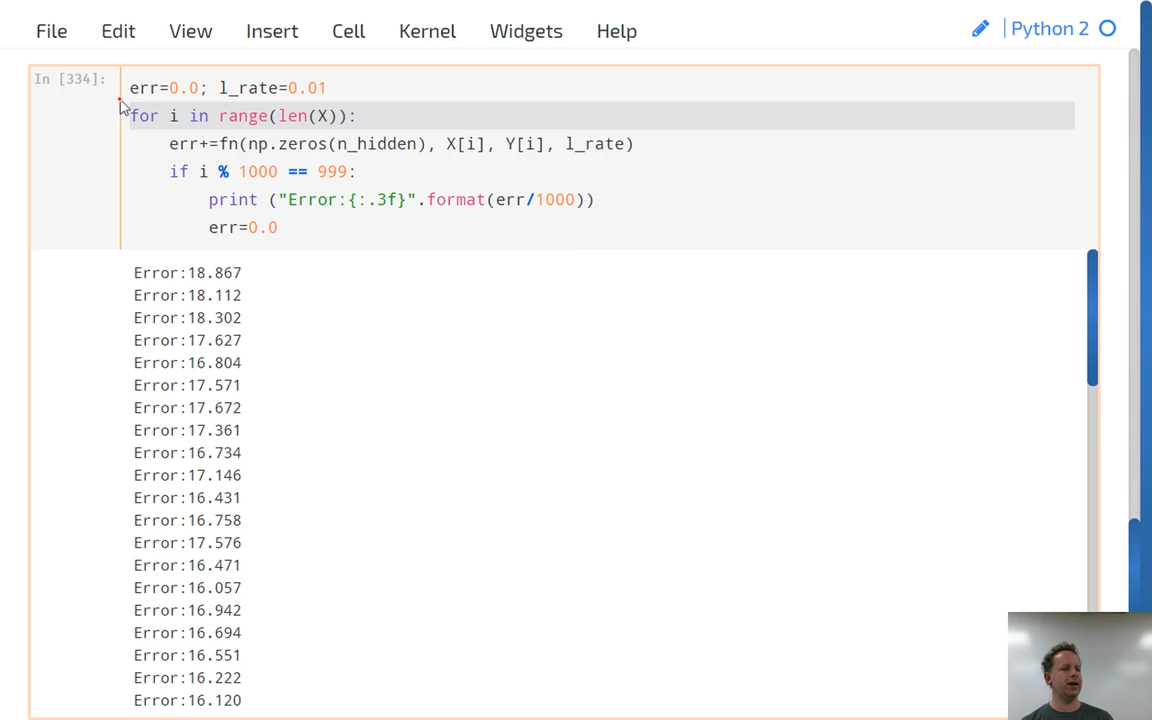 File Edit View Insert Cell Kernel Widgets Help Python 2
In [334]:
err=0.0; l_rate=0.01
for i in range(len(X)):
    err+=fn(np.zeros(n_hidden), X[i], Y[i], l_rate)
    if i % 1000 == 999:
        print ("Error:{:.3f}".format(err/1000))
        err=0.0
Error:18.867
Error:18.112
Error:18.302
Error:17.627
Error:16.804
Error:17.571
Error:17.672
Error:17.361
Error:16.734
Error:17.146
Error:16.431
Error:16.758
Error:17.576
Error:16.471
Error:16.057
Error:16.942
Error:16.694
Error:16.551
Error:16.222
Error:16.120